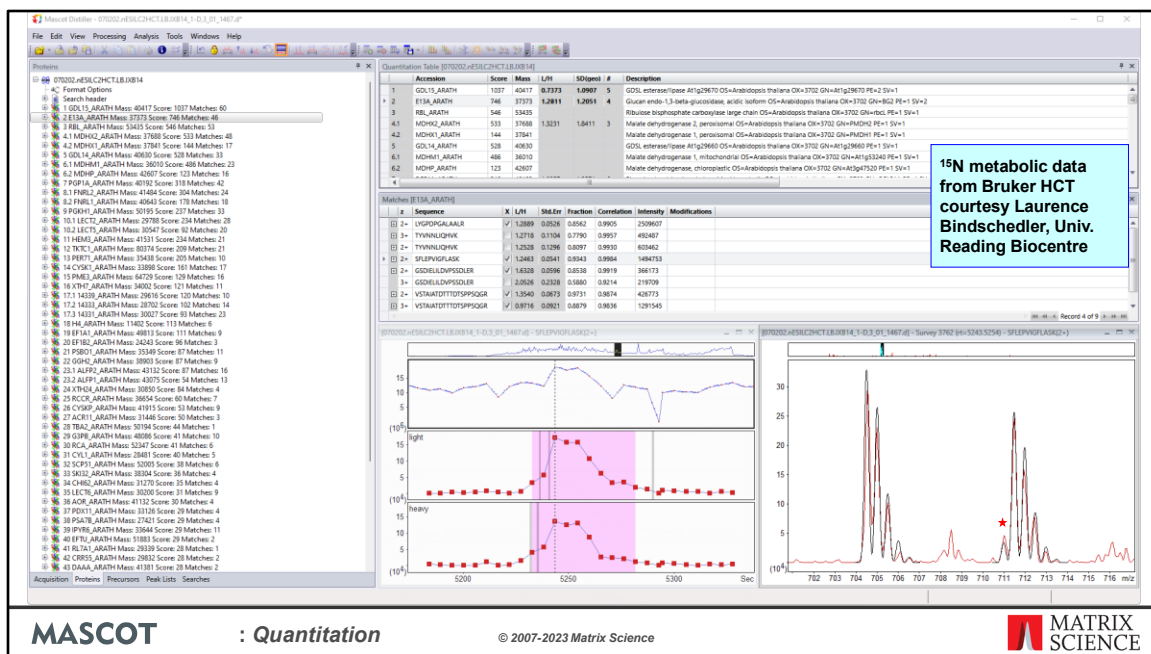 Mascot Distiller - 070202.nESILC2HCT.LB.IXB14_1-D,3_01_1467.d*
File Edit View Processing Analysis Tools Windows Help
Proteins
070202.nESILC2HCT.LB.IXB14
Format Options
Search header
1 GDL15_ARATH Mass: 40417 Score: 1037 Matches: 60
2 E13A_ARATH Mass: 37373 Score: 746 Matches: 46
3 RBL_ARATH Mass: 53435 Score: 546 Matches: 53
4.1 MDHX2_ARATH Mass: 37688 Score: 533 Matches: 48
4.2 MDHX1_ARATH Mass: 37841 Score: 144 Matches: 17
5 GDL14_ARATH Mass: 40630 Score: 528 Matches: 33
6.1 MDHM1_ARATH Mass: 36010 Score: 486 Matches: 23
6.2 MDHP_ARATH Mass: 42607 Score: 123 Matches: 16
7 PGP1A_ARATH Mass: 40192 Score: 318 Matches: 42
8.1 FNRL2_ARATH Mass: 41497 Score: 304 Matches: 24
8.2 FNRL1_ARATH Mass: 40643 Score: 178 Matches: 18
9 PGKH1_ARATH Mass: 50195 Score: 237 Matches: 33
10.1 LECT2_ARATH Mass: 29788 Score: 234 Matches: 28
10.2 LECT5_ARATH Mass: 30547 Score: 92 Matches: 20
11 HEM3_ARATH Mass: 41531 Score: 234 Matches: 21
12 TKTC1_ARATH Mass: 80374 Score: 209 Matches: 21
13 PER71_ARATH Mass: 35438 Score: 205 Matches: 10
14 CYSK1_ARATH Mass: 33898 Score: 161 Matches: 17
15 PME3_ARATH Mass: 64729 Score: 129 Matches: 16
16 XTH7_ARATH Mass: 34002 Score: 121 Matches: 11
17.1 14339_ARATH Mass: 29616 Score: 120 Matches: 10
17.2 14333_ARATH Mass: 28702 Score: 102 Matches: 14
17.3 14331_ARATH Mass: 30027 Score: 93 Matches: 23
18 H4_ARATH Mass: 11402 Score: 113 Matches: 6
19 EF1A1_ARATH Mass: 49813 Score: 111 Matches: 9
20 EF1B2_ARATH Mass: 24243 Score: 96 Matches: 3
21 PSBO1_ARATH Mass: 35349 Score: 87 Matches: 11
22 GGH2_ARATH Mass: 38903 Score: 87 Matches: 9
23.1 ALFP2_ARATH Mass: 43132 Score: 87 Matches: 16
23.2 ALFP1_ARATH Mass: 43075 Score: 54 Matches: 13
24 XTH24_ARATH Mass: 30850 Score: 84 Matches: 4
25 RCCR_ARATH Mass: 36654 Score: 60 Matches: 7
26 CYSKP_ARATH Mass: 41915 Score: 53 Matches: 9
27 ACR11_ARATH Mass: 31446 Score: 50 Matches: 3
28 TBA2_ARATH Mass: 50194 Score: 44 Matches: 1
29 G3PB_ARATH Mass: 48086 Score: 41 Matches: 10
30 RCA_ARATH Mass: 52347 Score: 41 Matches: 6
31 CYL1_ARATH Mass: 28481 Score: 40 Matches: 5
32 SCP51_ARATH Mass: 52005 Score: 38 Matches: 6
33 SKI32_ARATH Mass: 38304 Score: 36 Matches: 4
34 CHI62_ARATH Mass: 31270 Score: 35 Matches: 4
35 LECT6_ARATH Mass: 30200 Score: 31 Matches: 9
36 AOR_ARATH Mass: 41132 Score: 30 Matches: 4
37 PDX11_ARATH Mass: 33126 Score: 29 Matches: 4
38 PSA7B_ARATH Mass: 27421 Score: 29 Matches: 4
39 IPYR6_ARATH Mass: 33644 Score: 29 Matches: 11
40 EFTU_ARATH Mass: 51883 Score: 29 Matches: 2
41 RL7A1_ARATH Mass: 29339 Score: 28 Matches: 1
42 CRR55_ARATH Mass: 29832 Score: 28 Matches: 2
43 DAAA_ARATH Mass: 41381 Score: 28 Matches: 2
Acquisition Proteins Precursors Peak Lists Searches
Quantitation Table [070202.nESILC2HCT.LB.IXB14]
Accession Score Mass L/H SD(geo) # Description
1 GDL15_ARATH 1037 40417 0.7373 1.0907 5 GDSL esterase/lipase At1g29670 OS=Arabidopsis thaliana OX=3702 GN=At1g29670 PE=2 SV=1
2 E13A_ARATH 746 37373 1.2811 1.2051 4 Glucan endo-1,3-beta-glucosidase, acidic isoform OS=Arabidopsis thaliana OX=3702 GN=BG2 PE=1 SV=2
3 RBL_ARATH 546 53435 Ribulose bisphosphate carboxylase large chain OS=Arabidopsis thaliana OX=3702 GN=rbcL PE=1 SV=1
4.1 MDHX2_ARATH 533 37688 1.3231 1.8411 3 Malate dehydrogenase 2, peroxisomal OS=Arabidopsis thaliana OX=3702 GN=PMDH2 PE=1 SV=1
4.2 MDHX1_ARATH 144 37841 Malate dehydrogenase 1, peroxisomal OS=Arabidopsis thaliana OX=3702 GN=PMDH1 PE=1 SV=1
5 GDL14_ARATH 528 40630 GDSL esterase/lipase At1g29660 OS=Arabidopsis thaliana OX=3702 GN=At1g29660 PE=1 SV=1
6.1 MDHM1_ARATH 486 36010 Malate dehydrogenase 1, mitochondrial OS=Arabidopsis thaliana OX=3702 GN=At1g53240 PE=1 SV=1
6.2 MDHP_ARATH 123 42607 Malate dehydrogenase, chloroplastic OS=Arabidopsis thaliana OX=3702 GN=At3g47520 PE=1 SV=1
15N metabolic data
from Bruker HCT
courtesy Laurence
Bindschedler, Univ.
Reading Biocentre
Matches [E13A_ARATH]
z Sequence X L/H Std.Err Fraction Correlation Intensity Modifications
2+ LYGPDPGALAALR 1.2889 0.0526 0.8562 0.9905 2509607
3+ TYVNNLIQHVK 1.2718 0.1104 0.7790 0.9957 492487
2+ TYVNNLIQHVK 1.2528 0.1296 0.8097 0.9930 603462
2+ SFLEPVIGFLASK 1.2463 0.0541 0.9343 0.9984 1494753
2+ GSDIELILDVPSSDLER 1.6328 0.0596 0.8538 0.9919 366173
3+ GSDIELILDVPSSDLER 2.0526 0.2328 0.5880 0.9214 219709
2+ VSTAIATDTTTDTSPPSQGR 1.3540 0.0673 0.9731 0.9874 426773
3+ VSTAIATDTTTDTSPPSQGR 0.9716 0.0921 0.8879 0.9836 1291545
Record 4 of 9
[070202.nESILC2HCT.LB.IXB14_1-D,3_01_1467.d] - SFLEPVIGFLASK(2+)
15
10
5
(10^6)
light
15
10
5
(10^6)
heavy
15
10
5
(10^6)
5200 5250 5300 Sec
[070202.nESILC2HCT.LB.IXB14_1-D,3_01_1467.d] - Survey 3762 (rt=5243.5254) - SFLEPVIGFLASK(2+)
30
25
20
15
10
5
(10^4)
702 703 704 705 706 707 708 709 710 711 712 713 714 715 716 m/z
MASCOT : Quantitation © 2007-2023 Matrix Science MATRIX
SCIENCE